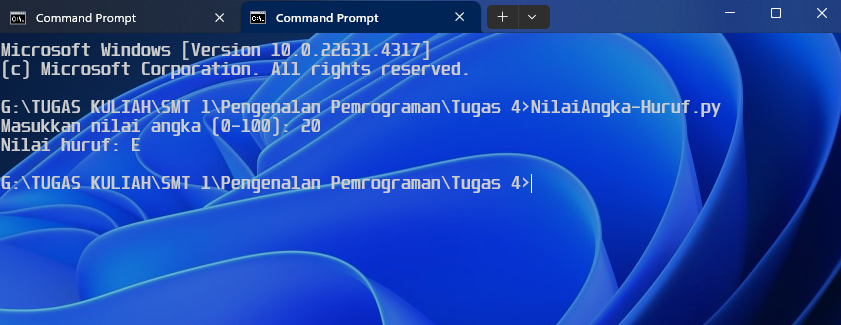 Command Prompt
Command Prompt
Microsoft Windows [Version 10.0.22631.4317]
(c) Microsoft Corporation. All rights reserved.
G:\TUGAS KULIAH\SMT 1\Pengenalan Pemrograman\Tugas 4>NilaiAngka-Huruf.py
Masukkan nilai angka (0-100): 20
Nilai huruf: E
G:\TUGAS KULIAH\SMT 1\Pengenalan Pemrograman\Tugas 4>